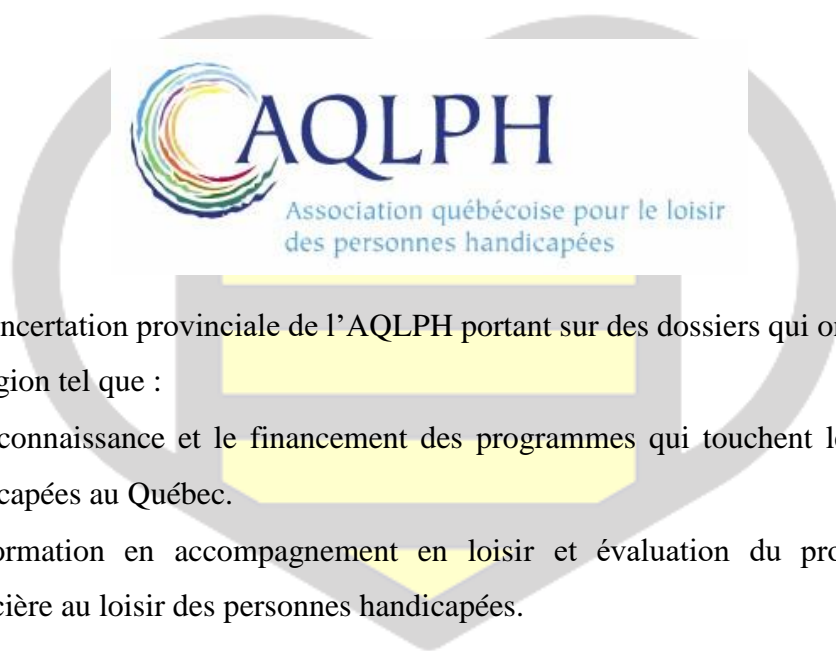 AQLPH
Association québécoise pour le loisir
des personnes handicapées
ncertation provinciale de l'AQLPH portant sur des dossiers qui o
gion tel que :
connaissance et le financement des programmes qui touchent l
capées au Québec.
ormation en accompagnement en loisir et évaluation du pro
cière au loisir des personnes handicapées.